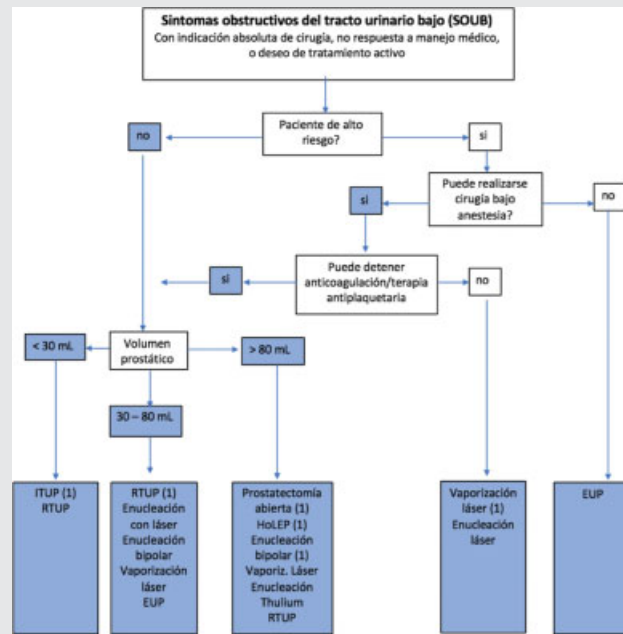 Síntomas obstructivos del tracto urinario bajo (SOUB)
Con indicación absoluta de cirugía, no respuesta a manejo médico,
o deseo de tratamiento activo
Paciente de alto
riesgo?
no
si
Puede realizarse
cirugía bajo
anestesia?
si
no
Puede detener
anticoagulación/terapia
antiplaquetaria
si
no
Volumen
prostático
< 30 mL
> 80 mL
30 – 80 mL
ITUP (1)
RTUP
RTUP (1)
Enucleación
con láser
Enucleación
bipolar
Vaporización
láser
EUP
Prostatectomía
abierta (1)
HoLEP (1)
Enucleación
bipolar (1)
Vaporiz. Láser
Enucleación
Thulium
RTUP
Vaporización
láser (1)
Enucleación
láser
EUP